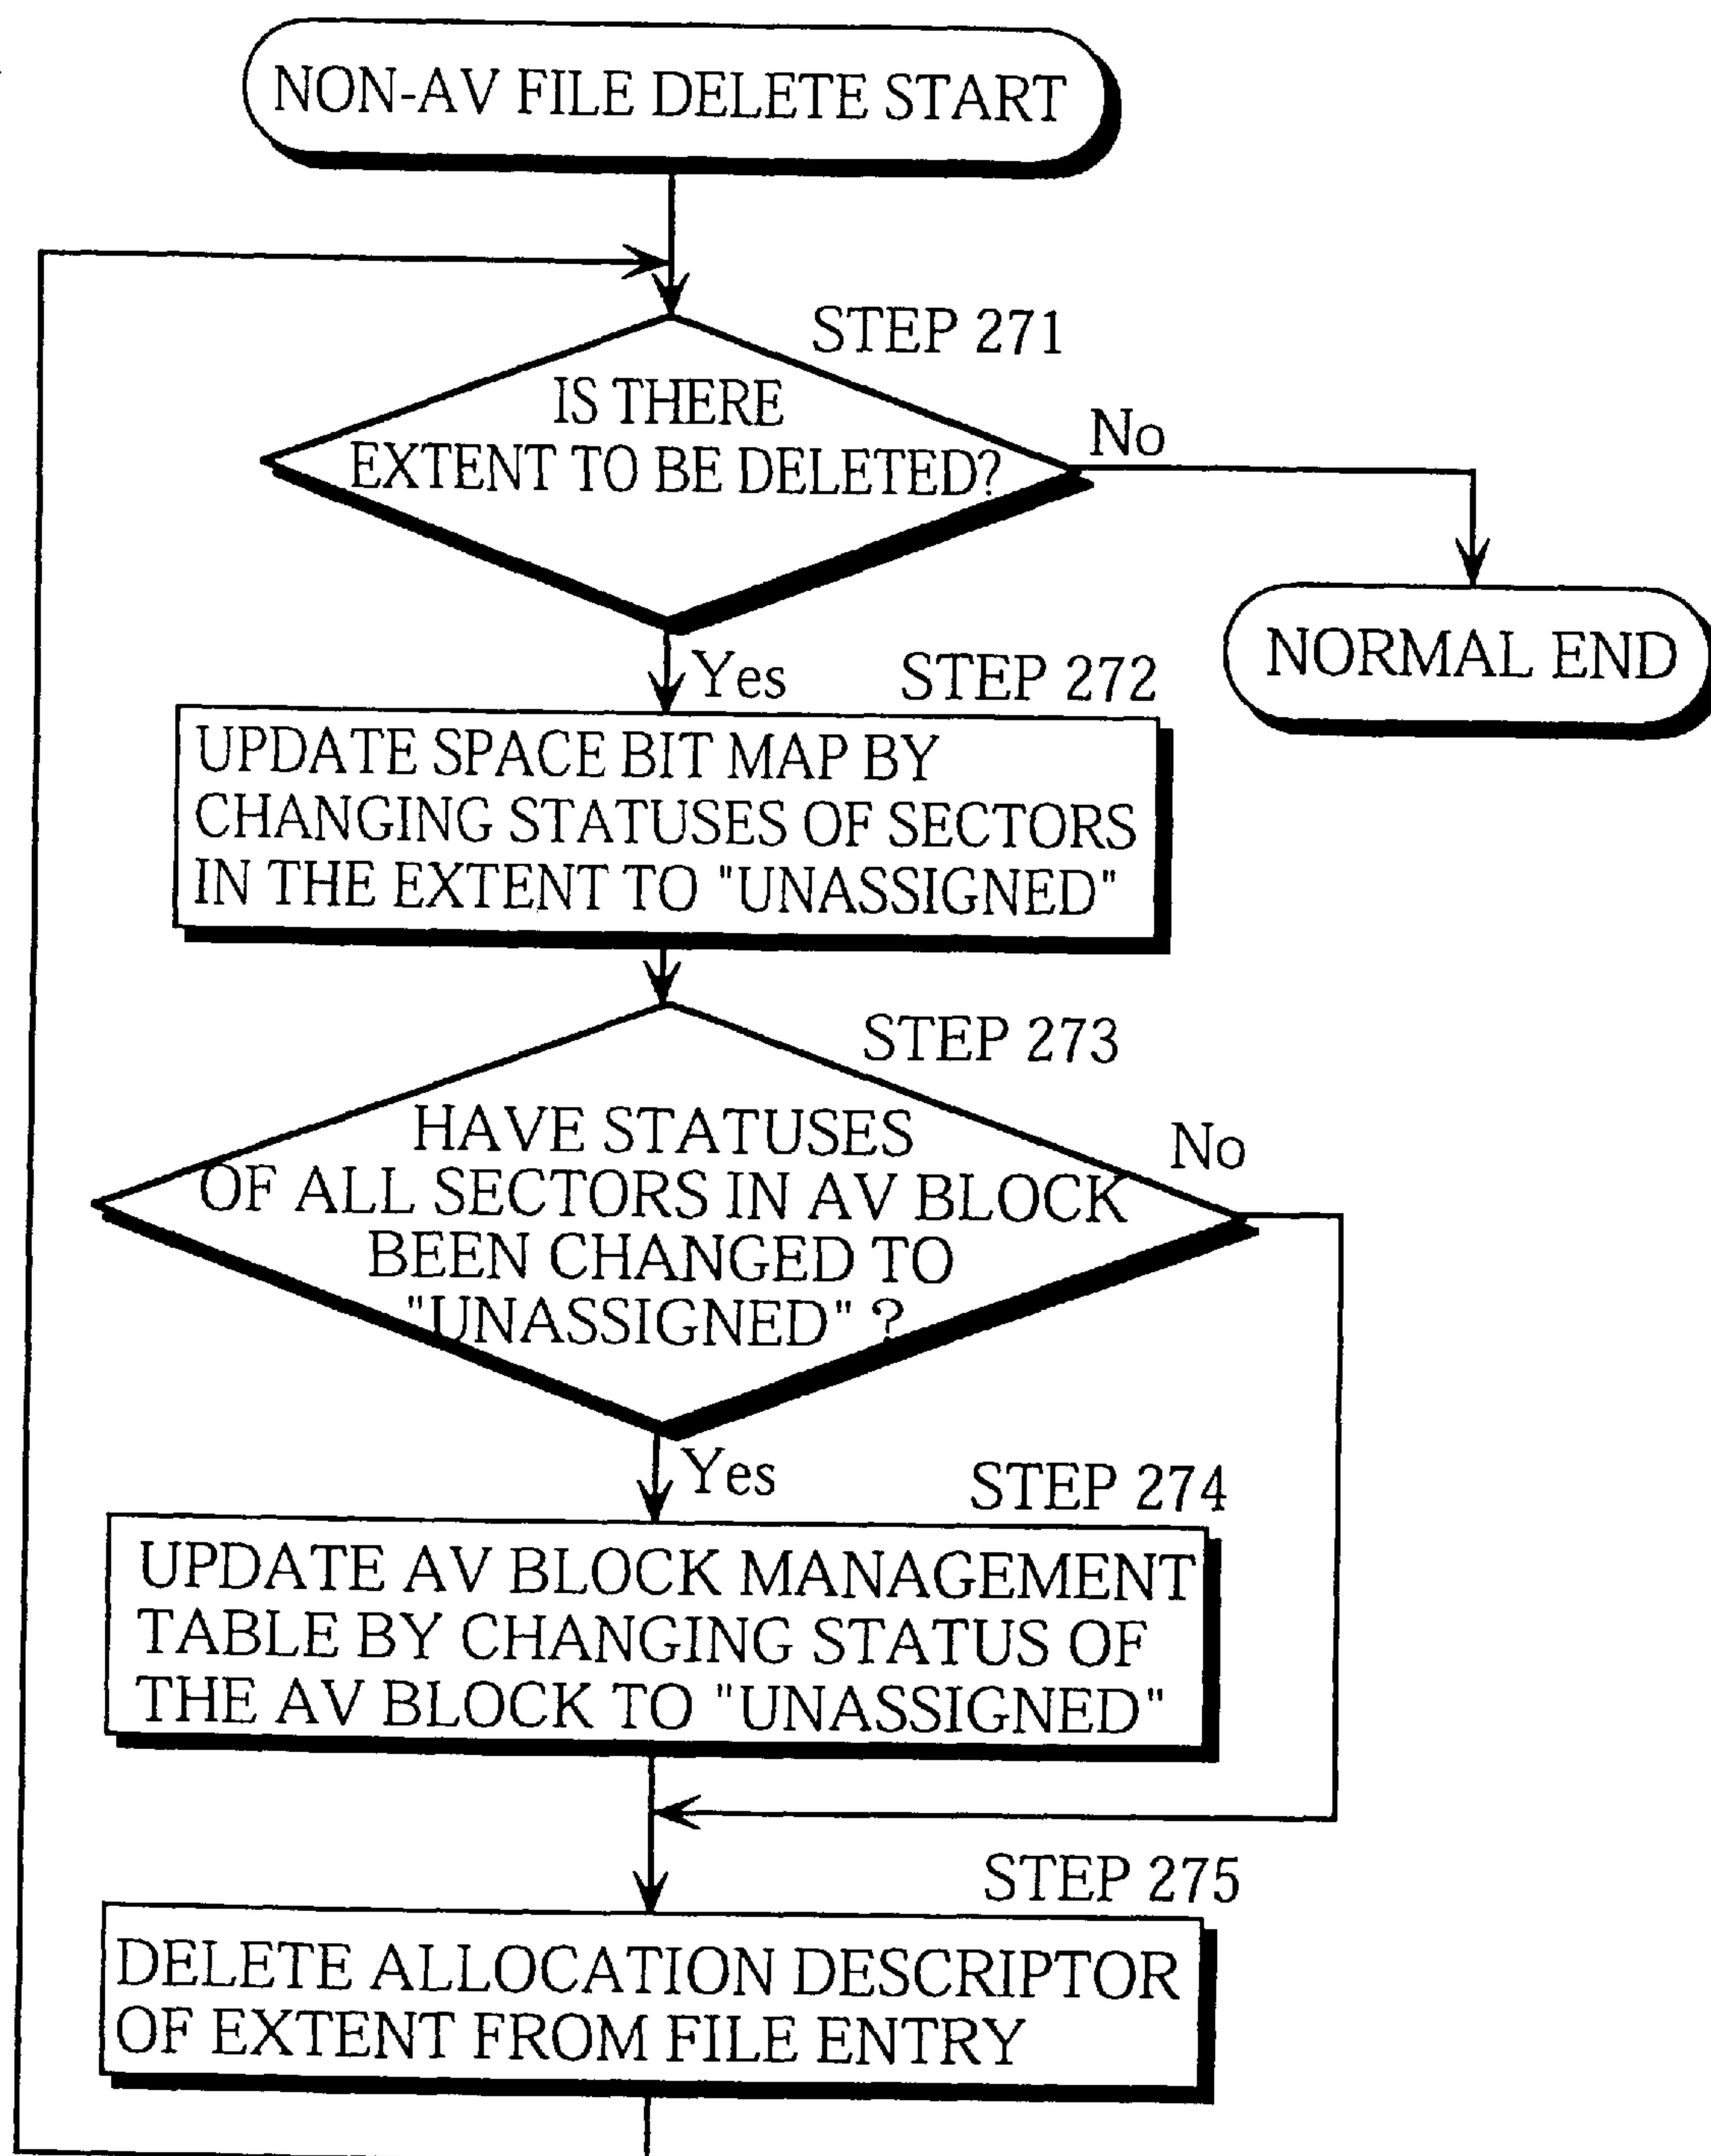 NON-AV FILE DELETE START
STEP 271
IS THERE
EXTENT TO BE DELETED?
No
NORMAL END
Yes
STEP 272
UPDATE SPACE BIT MAP BY
CHANGING STATUSES OF SECTORS
IN THE EXTENT TO "UNASSIGNED"
STEP 273
HAVE STATUSES
OF ALL SECTORS IN AV BLOCK
BEEN CHANGED TO
"UNASSIGNED" ?
No
Yes
STEP 274
UPDATE AV BLOCK MANAGEMENT
TABLE BY CHANGING STATUS OF
THE AV BLOCK TO "UNASSIGNED"
STEP 275
DELETE ALLOCATION DESCRIPTOR
OF EXTENT FROM FILE ENTRY